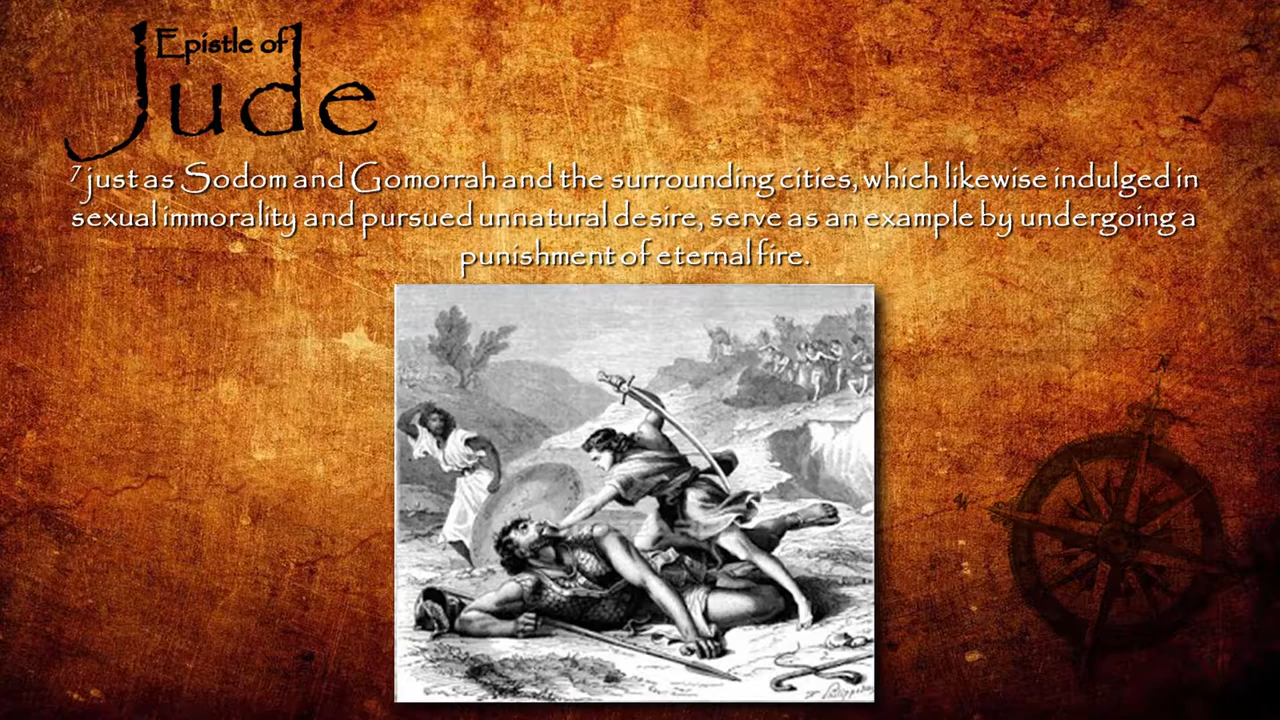 Epistle of
Jude
7 just as Sodom and Gomorrah and the surrounding cities, which likewise indulged in
sexual immorality and pursued unnatural desire, serve as an example by undergoing a
punishment of eternal fire.